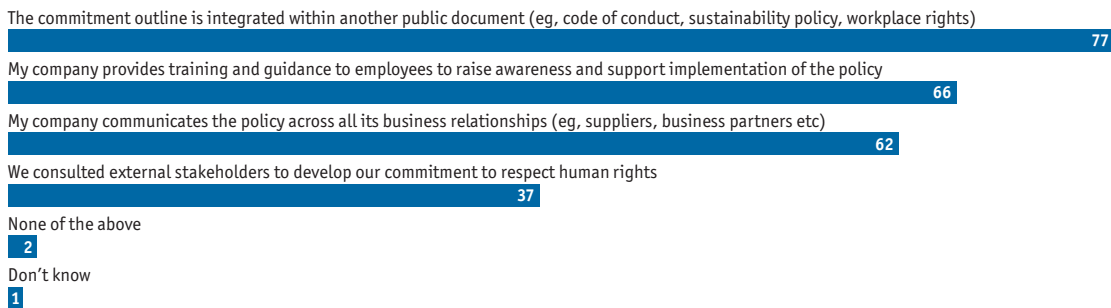 The commitment outline is integrated within another public document (eg, code of conduct, sustainability policy, workplace rights)
77
My company provides training and guidance to employees to raise awareness and support implementation of the policy
66
My company communicates the policy across all its business relationships (eg, suppliers, business partners etc)
62
We consulted external stakeholders to develop our commitment to respect human rights
37
None of the above
2
Don’t know
1